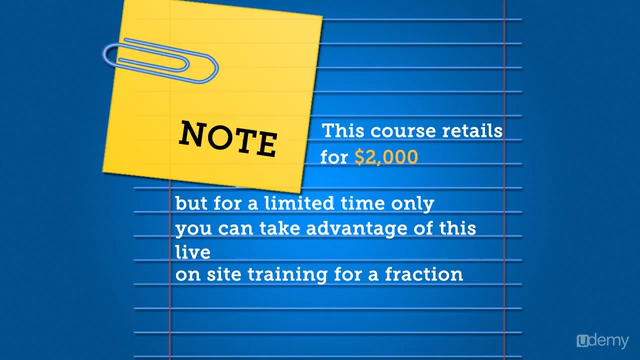 NOTE
This course retails
for $2,000
but for a limited time only
you can take advantage of this
live
on site training for a fraction
udemy